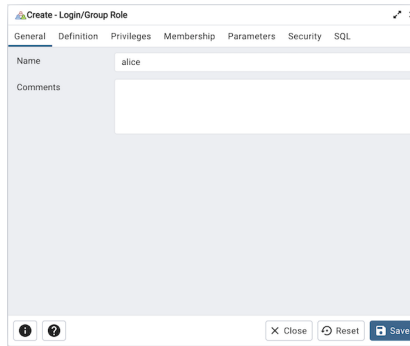 Create - Login/Group Role
General Definition Privileges Membership Parameters Security SQL
Name alice
Comments
Close Reset Save